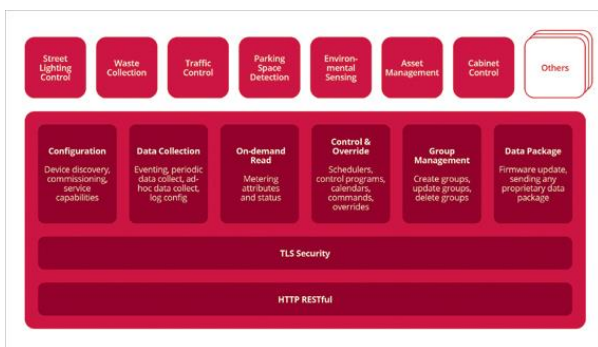 Street
Lighting
Control
Waste
Collection
Traffic
Control
Parking
Space
Detection
Environ-
mental
Sensing
Asset
Management
Cabinet
Control
Others
Configuration
Device discovery,
commissioning,
service
capabilities
Data Collection
Eventing, periodic
data collect, ad-
hoc data collect,
log config
On-demand
Read
Metering
attributes
and status
Control &
Override
Schedulers,
control programs,
calendars,
commands,
overrides
Group
Management
Create groups,
update groups,
delete groups
Data Package
Firmware update,
sending any
proprietary data
package
TLS Security
HTTP RESTful